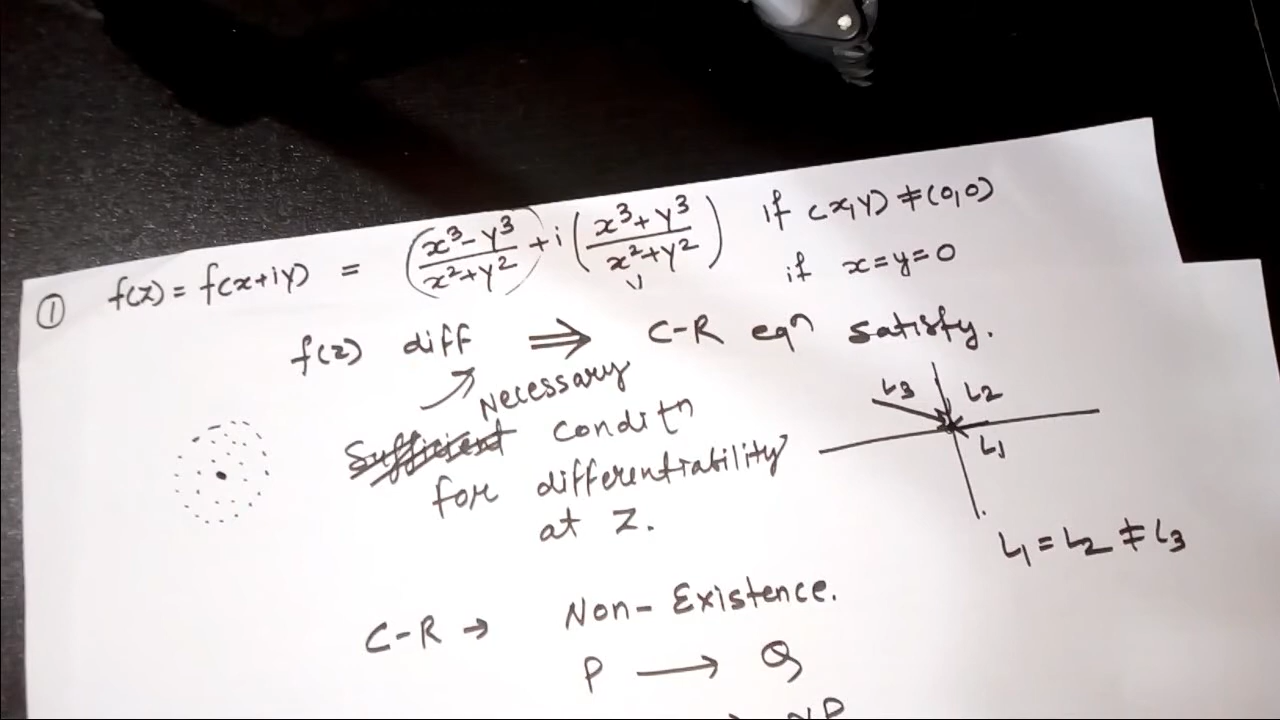 ① f(z) = f(x+iy) = (x³-y³/x²+y²) + i (x³+y³/x²+y²) if (x,y) ≠ (0,0)
if x=y=0
f(z) diff ⇒ C-R eqn satisfy.
Necessary
Sufficient conditn
for differentiability
at z.
L3 L2
L1
L1 = L2 ≠ L3
C-R → Non-Existence.
P → Q